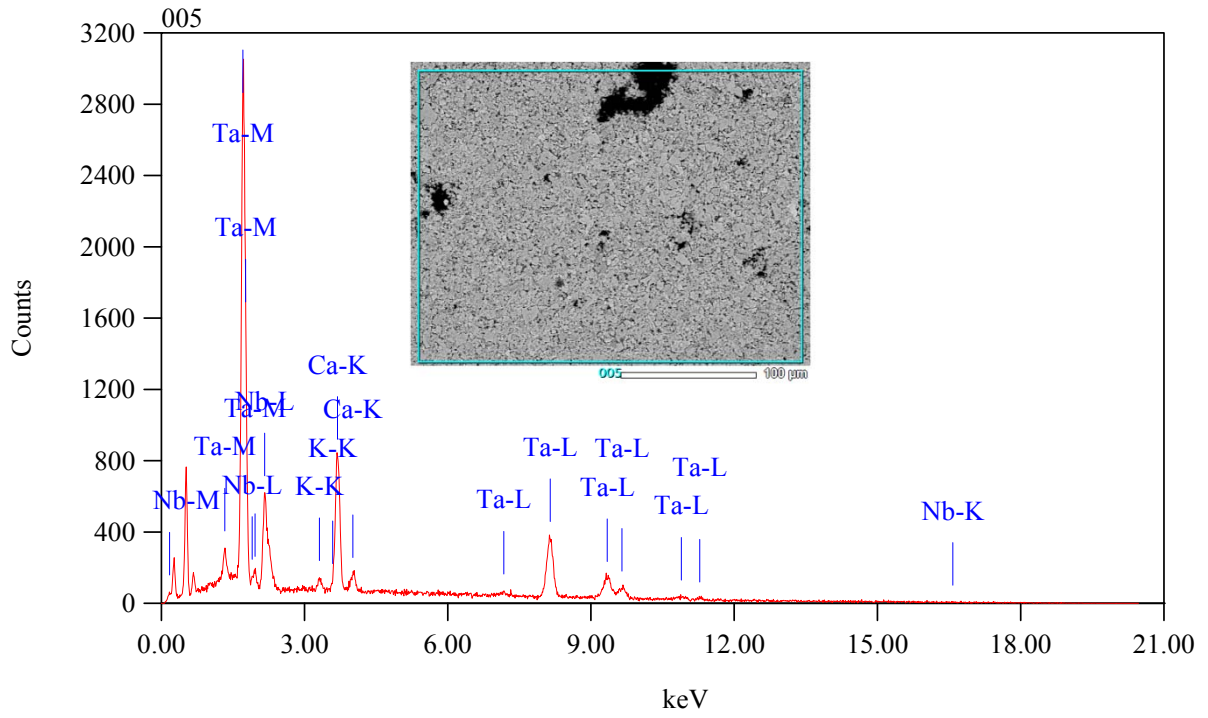 005
3200
2800
2400
2000
1600
1200
800
400
0
Counts
Ta-M
Ta-M
Nb-L
Ta-M
Ta-M
Nb-L
Nb-M
Ca-K
Ca-K
K-K
K-K
Ta-L
Ta-L
Ta-L
Ta-L
Ta-L
Ta-L
Nb-K
005
100 µm
0.00 3.00 6.00 9.00 12.00 15.00 18.00 21.00
keV